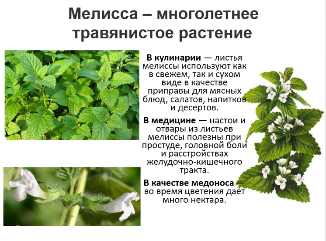 Мелисса – многолетнее
травянистое растение
В кулинарии — листья
мелиссы используют как
в свежем, так и сухом
виде в качестве
приправы для мясных
блюд, салатов, напитков
и десертов.
В медицине — настои и
отвары из листьев
мелиссы полезны при
простуде, головной боли
и расстройствах
желудочно-кишечного
тракта.
В качестве медоноса –
во время цветения даёт
много нектара.